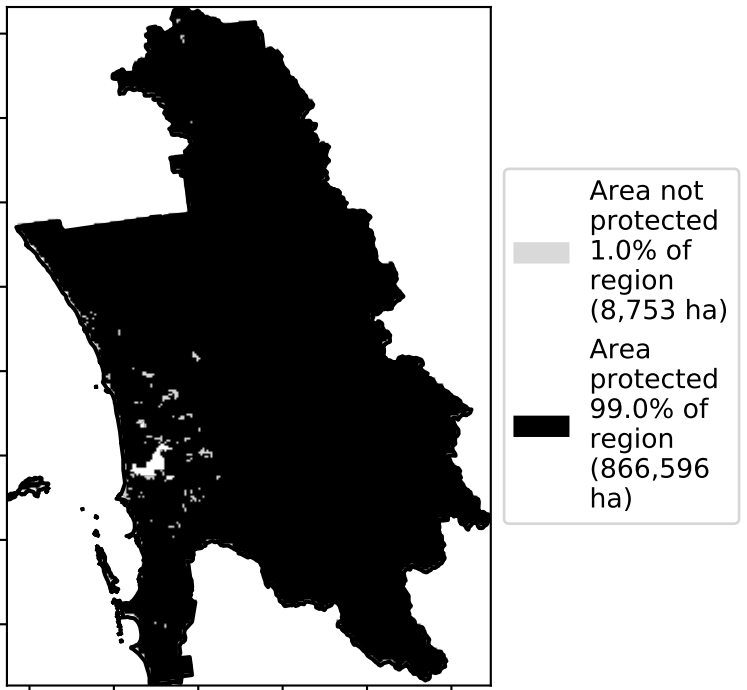 Area not
protected
1.0% of
region
(8,753 ha)
Area
protected
99.0% of
region
(866,596
ha)